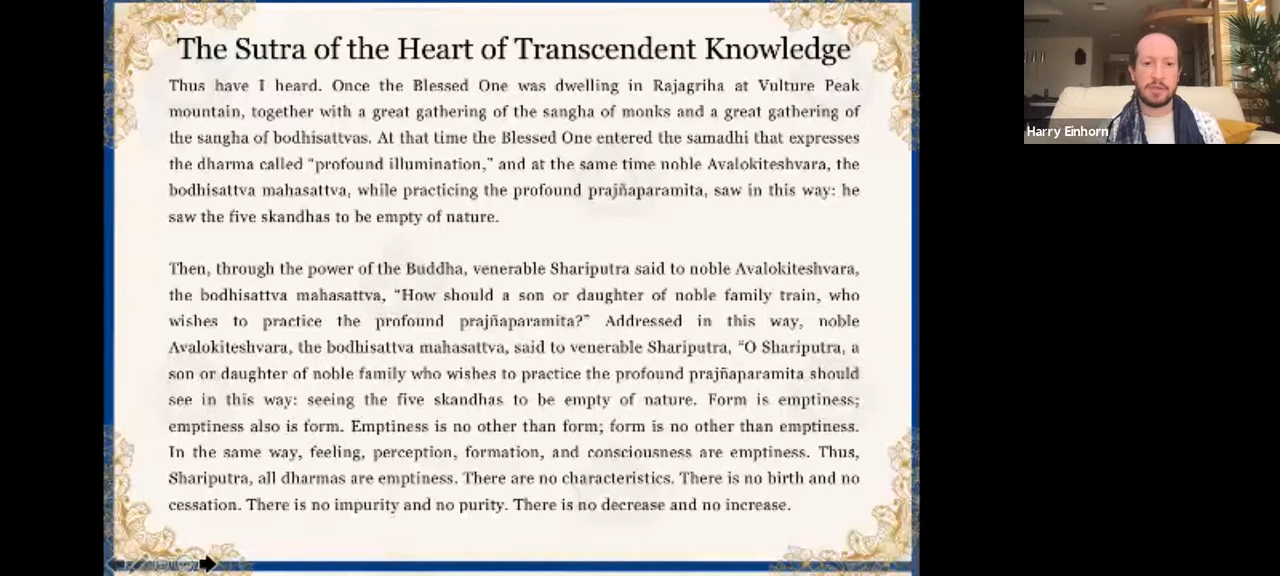 The Sutra of the Heart of Transcendent Knowledge
Thus have I heard. Once the Blessed One was dwelling in Rajagriha at Vulture Peak
mountain, together with a great gathering of the sangha of monks and a great gathering of
the sangha of bodhisattvas. At that time the Blessed One entered the samadhi that expresses
the dharma called "profound illumination," and at the same time noble Avalokiteshvara, the
bodhisattva mahasattva, while practicing the profound prajñaparamita, saw in this way: he
saw the five skandhas to be empty of nature.
Then, through the power of the Buddha, venerable Shariputra said to noble Avalokiteshvara,
the bodhisattva mahasattva, "How should a son or daughter of noble family train, who
wishes to practice the profound prajñaparamita?" Addressed in this way, noble
Avalokiteshvara, the bodhisattva mahasattva, said to venerable Shariputra, "O Shariputra, a
son or daughter of noble family who wishes to practice the profound prajñaparamita should
see in this way: seeing the five skandhas to be empty of nature. Form is emptiness;
emptiness also is form. Emptiness is no other than form; form is no other than emptiness.
In the same way, feeling, perception, formation, and consciousness are emptiness. Thus,
Shariputra, all dharmas are emptiness. There are no characteristics. There is no birth and no
cessation. There is no impurity and no purity. There is no decrease and no increase.
Harry Einhorn